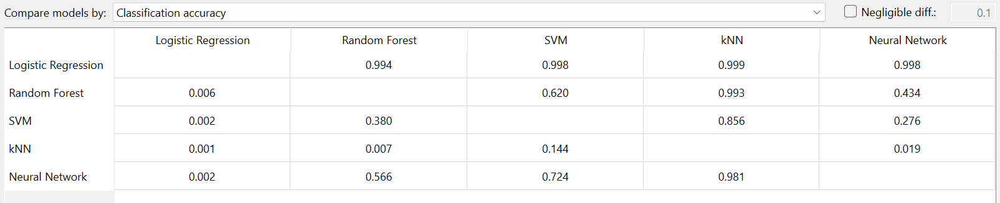 Compare models by: Classification accuracy Negligible diff.: 0.1
Logistic Regression Random Forest SVM kNN Neural Network
Logistic Regression 0.994 0.998 0.999 0.998
Random Forest 0.006 0.620 0.993 0.434
SVM 0.002 0.380 0.856 0.276
kNN 0.001 0.007 0.144 0.019
Neural Network 0.002 0.566 0.724 0.981